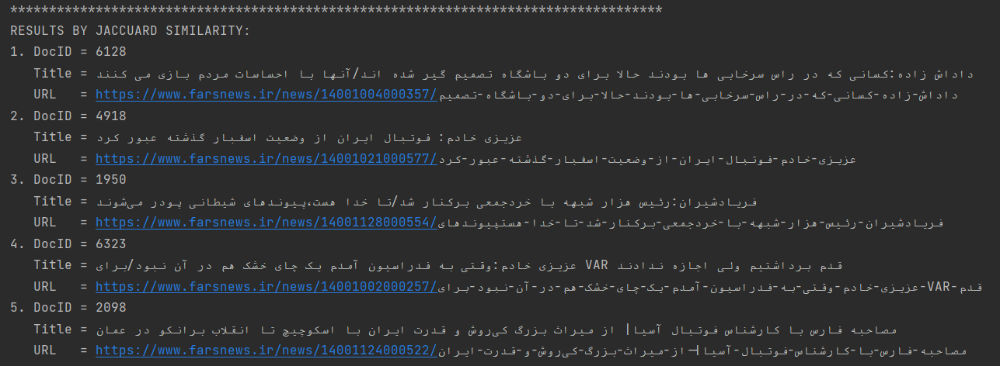 *************************************************************************************
RESULTS BY JACCUARD SIMILARITY:
1. DocID = 6128
Title = داداش زاده:کسانی که در راس سرخابی ها بودند حالا برای دو باشگاه تصمیم گیر شده اند/آنها با احساسات مردم بازی می کنند
URL = https://www.farsnews.ir/news/14001004000357/داداش-زاده-کسانی-که-در-راس-سرخابی-ها-بودند-حالا-برای-دو-باشگاه-تصمیم
2. DocID = 4918
Title = عزیزی خادم: فوتبال ایران از وضعیت اسفبار گذشته عبور کرد
URL = https://www.farsnews.ir/news/14001021000577/عزیزی-خادم-فوتبال-ایران-از-وضعیت-اسفبار-گذشته-عبور-کرد
3. DocID = 1950
Title = فریادشیران:رئیس هزار شبهه با خردجمعی برکنار شد/تا خدا هست،پیوندهای شیطانی پودر می‌شوند
URL = https://www.farsnews.ir/news/14001128000554/فریادشیران-رئیس-هزار-شبهه-با-خردجمعی-برکنار-شد-تا-خدا-هستپیوندهای
4. DocID = 6323
Title = عزیزی خادم:وقتی به فدراسیون آمدم یک چای خشک هم در آن نبود/برای VAR قدم برداشتیم ولی اجازه ندادند
URL = https://www.farsnews.ir/news/14001002000257/عزیزی-خادم-وقتی-به-فدراسیون-آمدم-یک-چای-خشک-هم-در-آن-نبود-برای-VAR-قدم
5. DocID = 2098
Title = مصاحبه فارس با کارشناس فوتبال آسیا| از میراث بزرگ کی‌روش و قدرت ایران با اسکوچیچ تا انقلاب برانکو در عمان
URL = https://www.farsnews.ir/news/14001124000522/مصاحبه-فارس-با-کارشناس-فوتبال-آسیا|-از-میراث-بزرگ-کی‌روش-و-قدرت-ایران